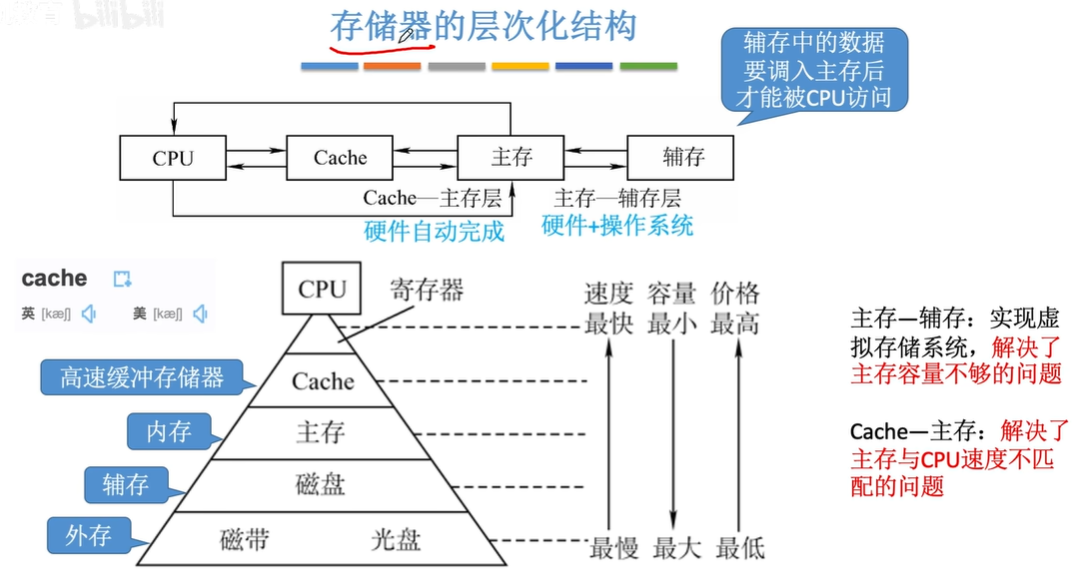 bilibili
存储器的层次化结构
辅存中的数据
要调入主存后
才能被CPU访问
CPU
Cache
主存
辅存
Cache—主存层
主存—辅存层
硬件自动完成
硬件+操作系统
cache
英 [kæʃ]
美 [kæʃ]
CPU
寄存器
速度 容量 价格
最快 最小 最高
高速缓冲存储器
Cache
内存
主存
辅存
磁盘
外存
磁带
光盘
最慢 最大 最低
主存—辅存：实现虚
拟存储系统，解决了
主存容量不够的问题
Cache—主存：解决了
主存与CPU速度不匹
配的问题